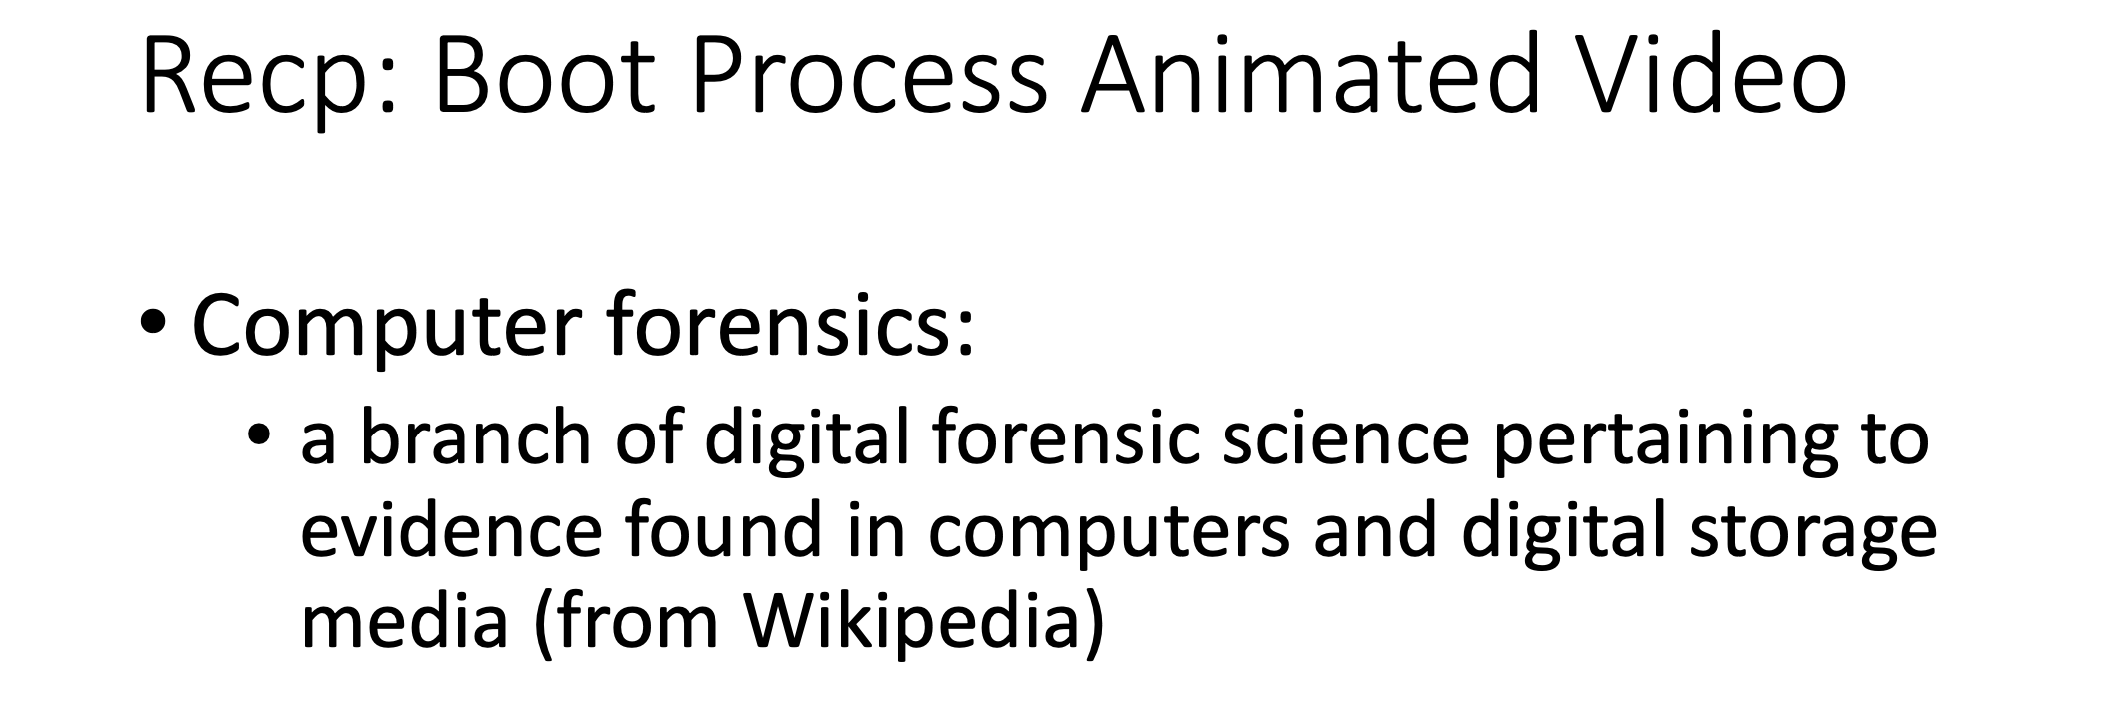 Recp: Boot Process Animated Video
• Computer forensics:
• a branch of digital forensic science pertaining to
evidence found in computers and digital storage
media (from Wikipedia)